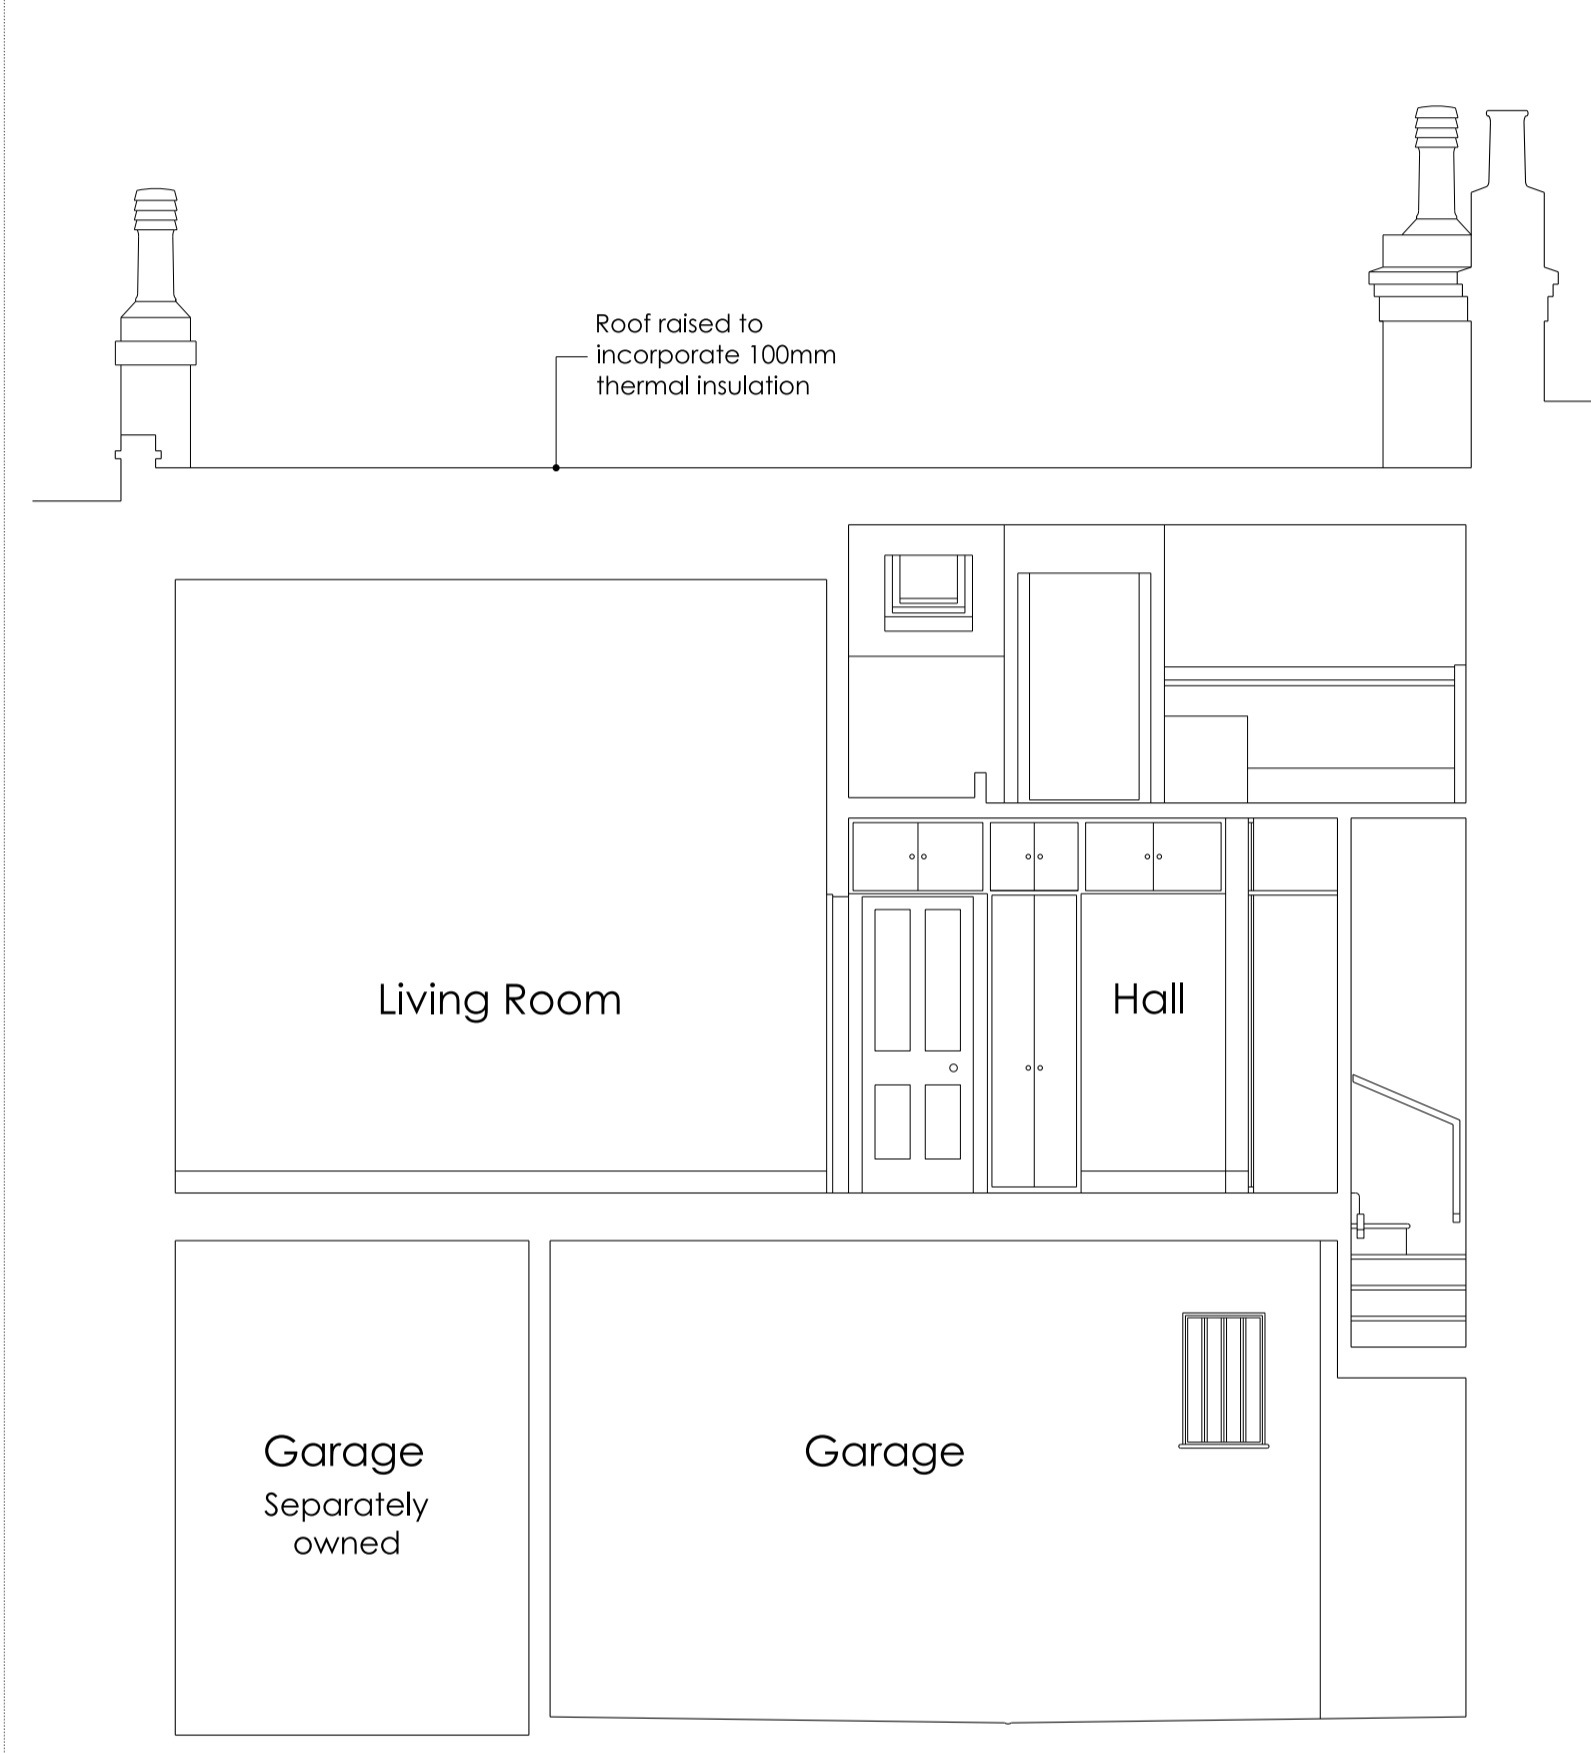 Roof raised to
incorporate 100mm
thermal insulation
Living Room
Hall
Garage
Separately
owned
Garage